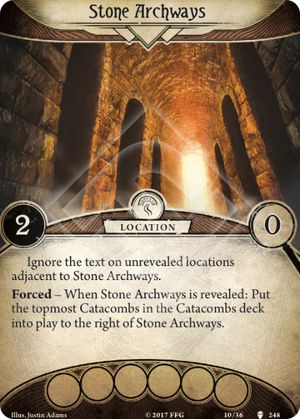 Stone Archways
2
LOCATION
0
Ignore the text on unrevealed locations
adjacent to Stone Archways.
Forced – When Stone Archways is revealed: Put
the topmost Catacombs in the Catacombs deck
into play to the right of Stone Archways.
Illus. Justin Adams
© 2017 FFG
10/36
248